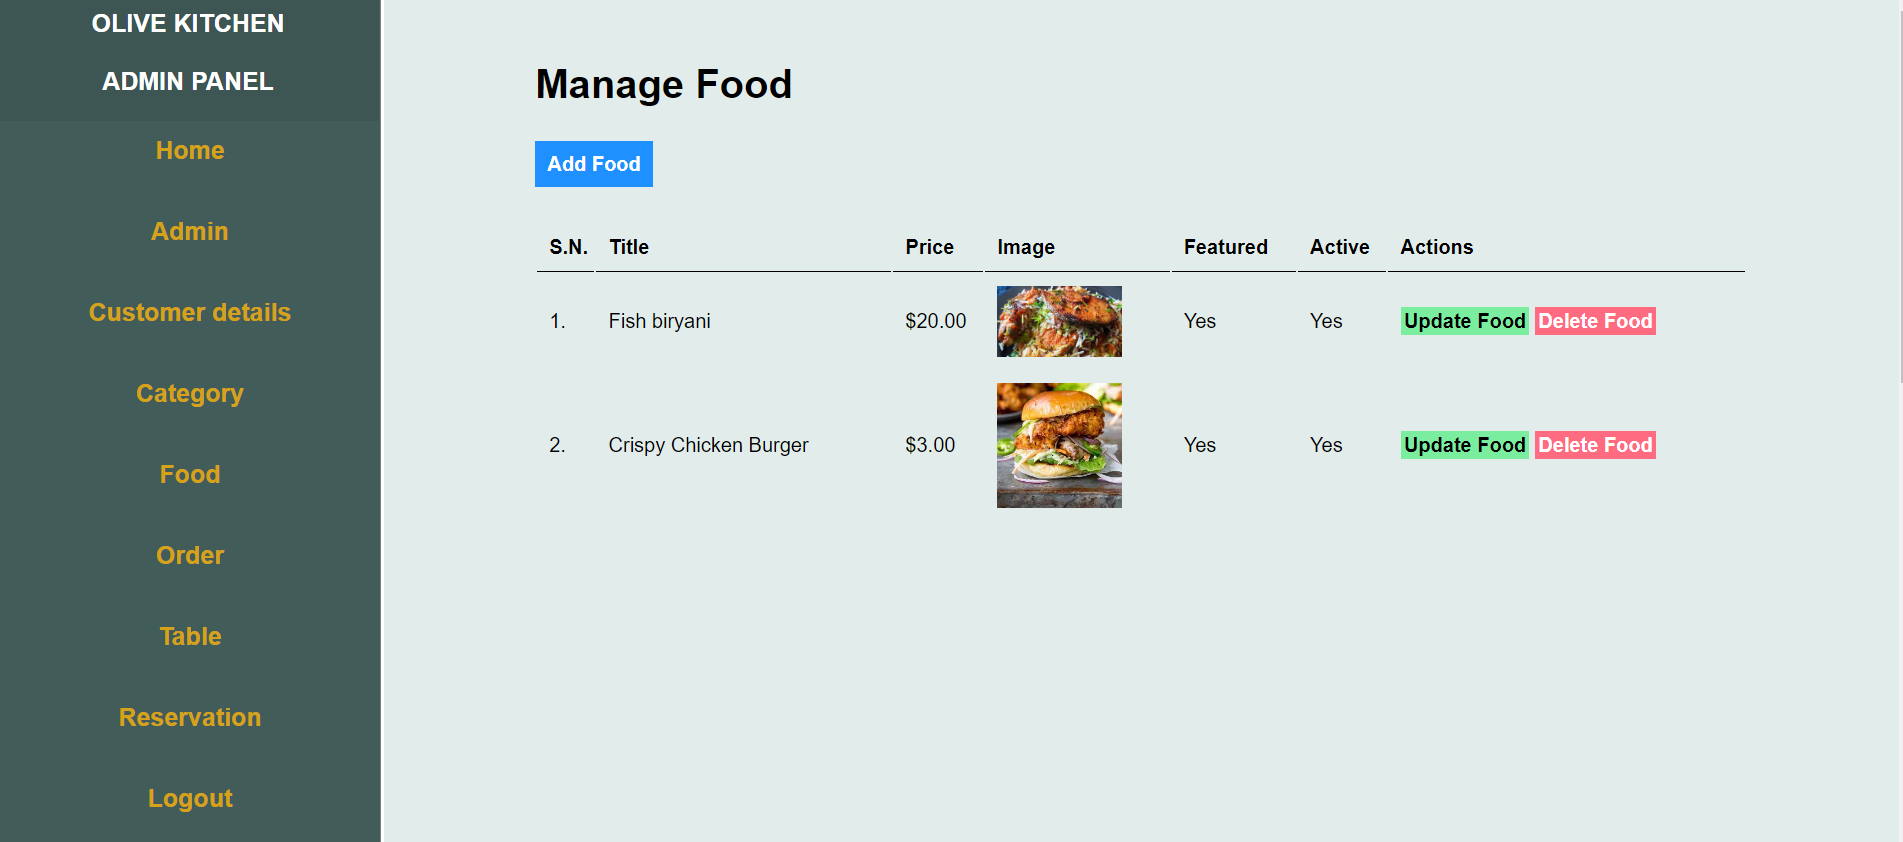 OLIVE KITCHEN
ADMIN PANEL
Home
Admin
Customer details
Category
Food
Order
Table
Reservation
Logout
Manage Food
Add Food
S.N. Title Price Image Featured Active Actions
1. Fish biryani $20.00 Yes Yes Update Food Delete Food
2. Crispy Chicken Burger $3.00 Yes Yes Update Food Delete Food